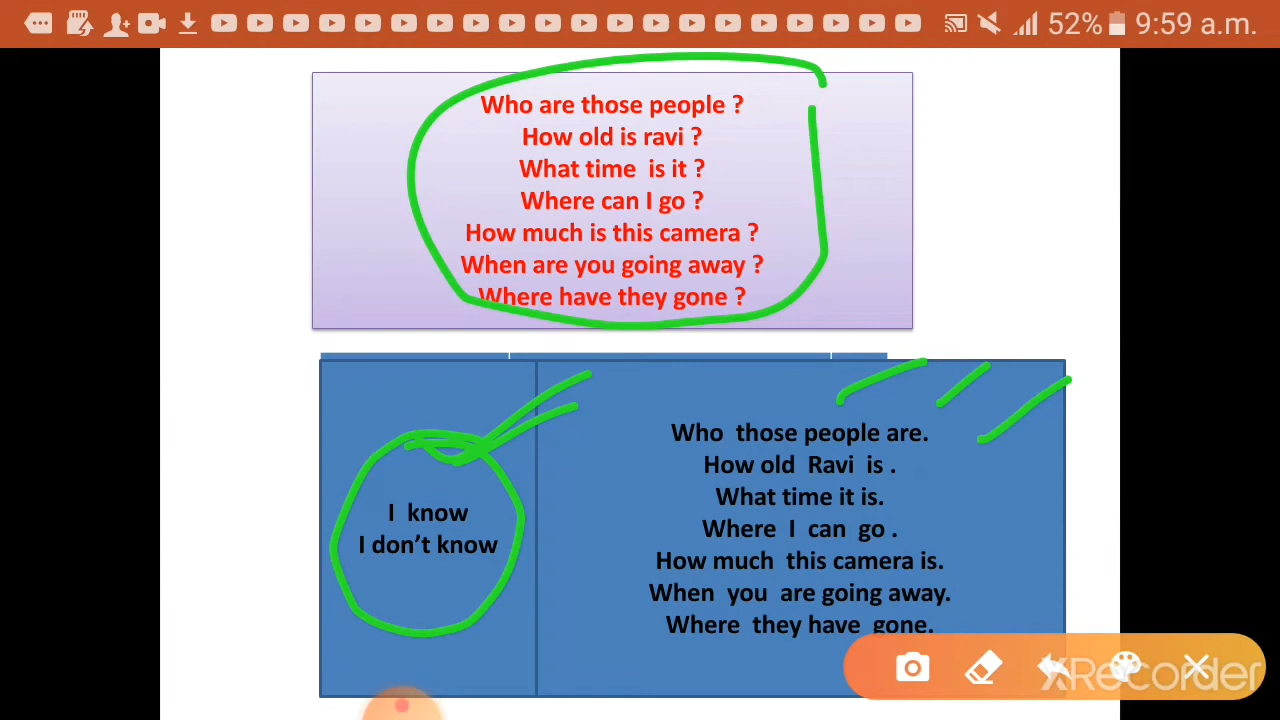 52% 9:59 a.m.
Who are those people ?
How old is ravi ?
What time is it ?
Where can I go ?
How much is this camera ?
When are you going away ?
Where have they gone ?
I know
I don't know
Who those people are.
How old Ravi is .
What time it is.
Where I can go .
How much this camera is.
When you are going away.
Where they have gone.
XRecorder